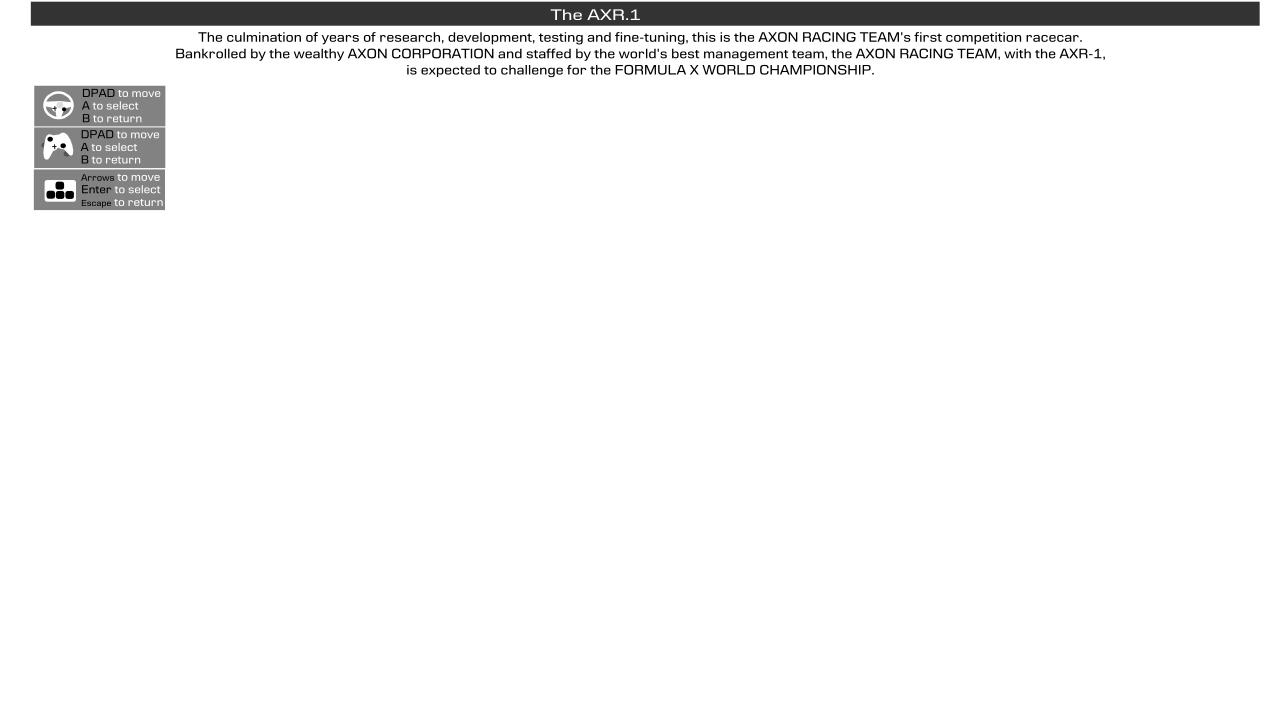 The AXR.1
The culmination of years of research, development, testing and fine-tuning, this is the AXON RACING TEAM's first competition racecar.
Bankrolled by the wealthy AXON CORPORATION and staffed by the world's best management team, the AXON RACING TEAM, with the AXR-1,
is expected to challenge for the FORMULA X WORLD CHAMPIONSHIP.
DPAD to move
A to select
B to return
DPAD to move
A to select
B to return
Arrows to move
Enter to select
Escape to return